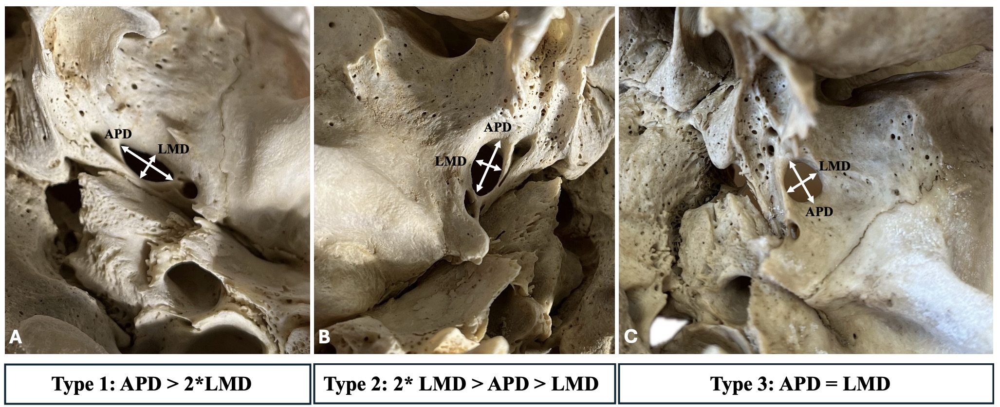 APD
LMD
A
Type 1: APD > 2*LMD
APD
LMD
B
Type 2: 2* LMD > APD > LMD
LMD
APD
C
Type 3: APD = LMD